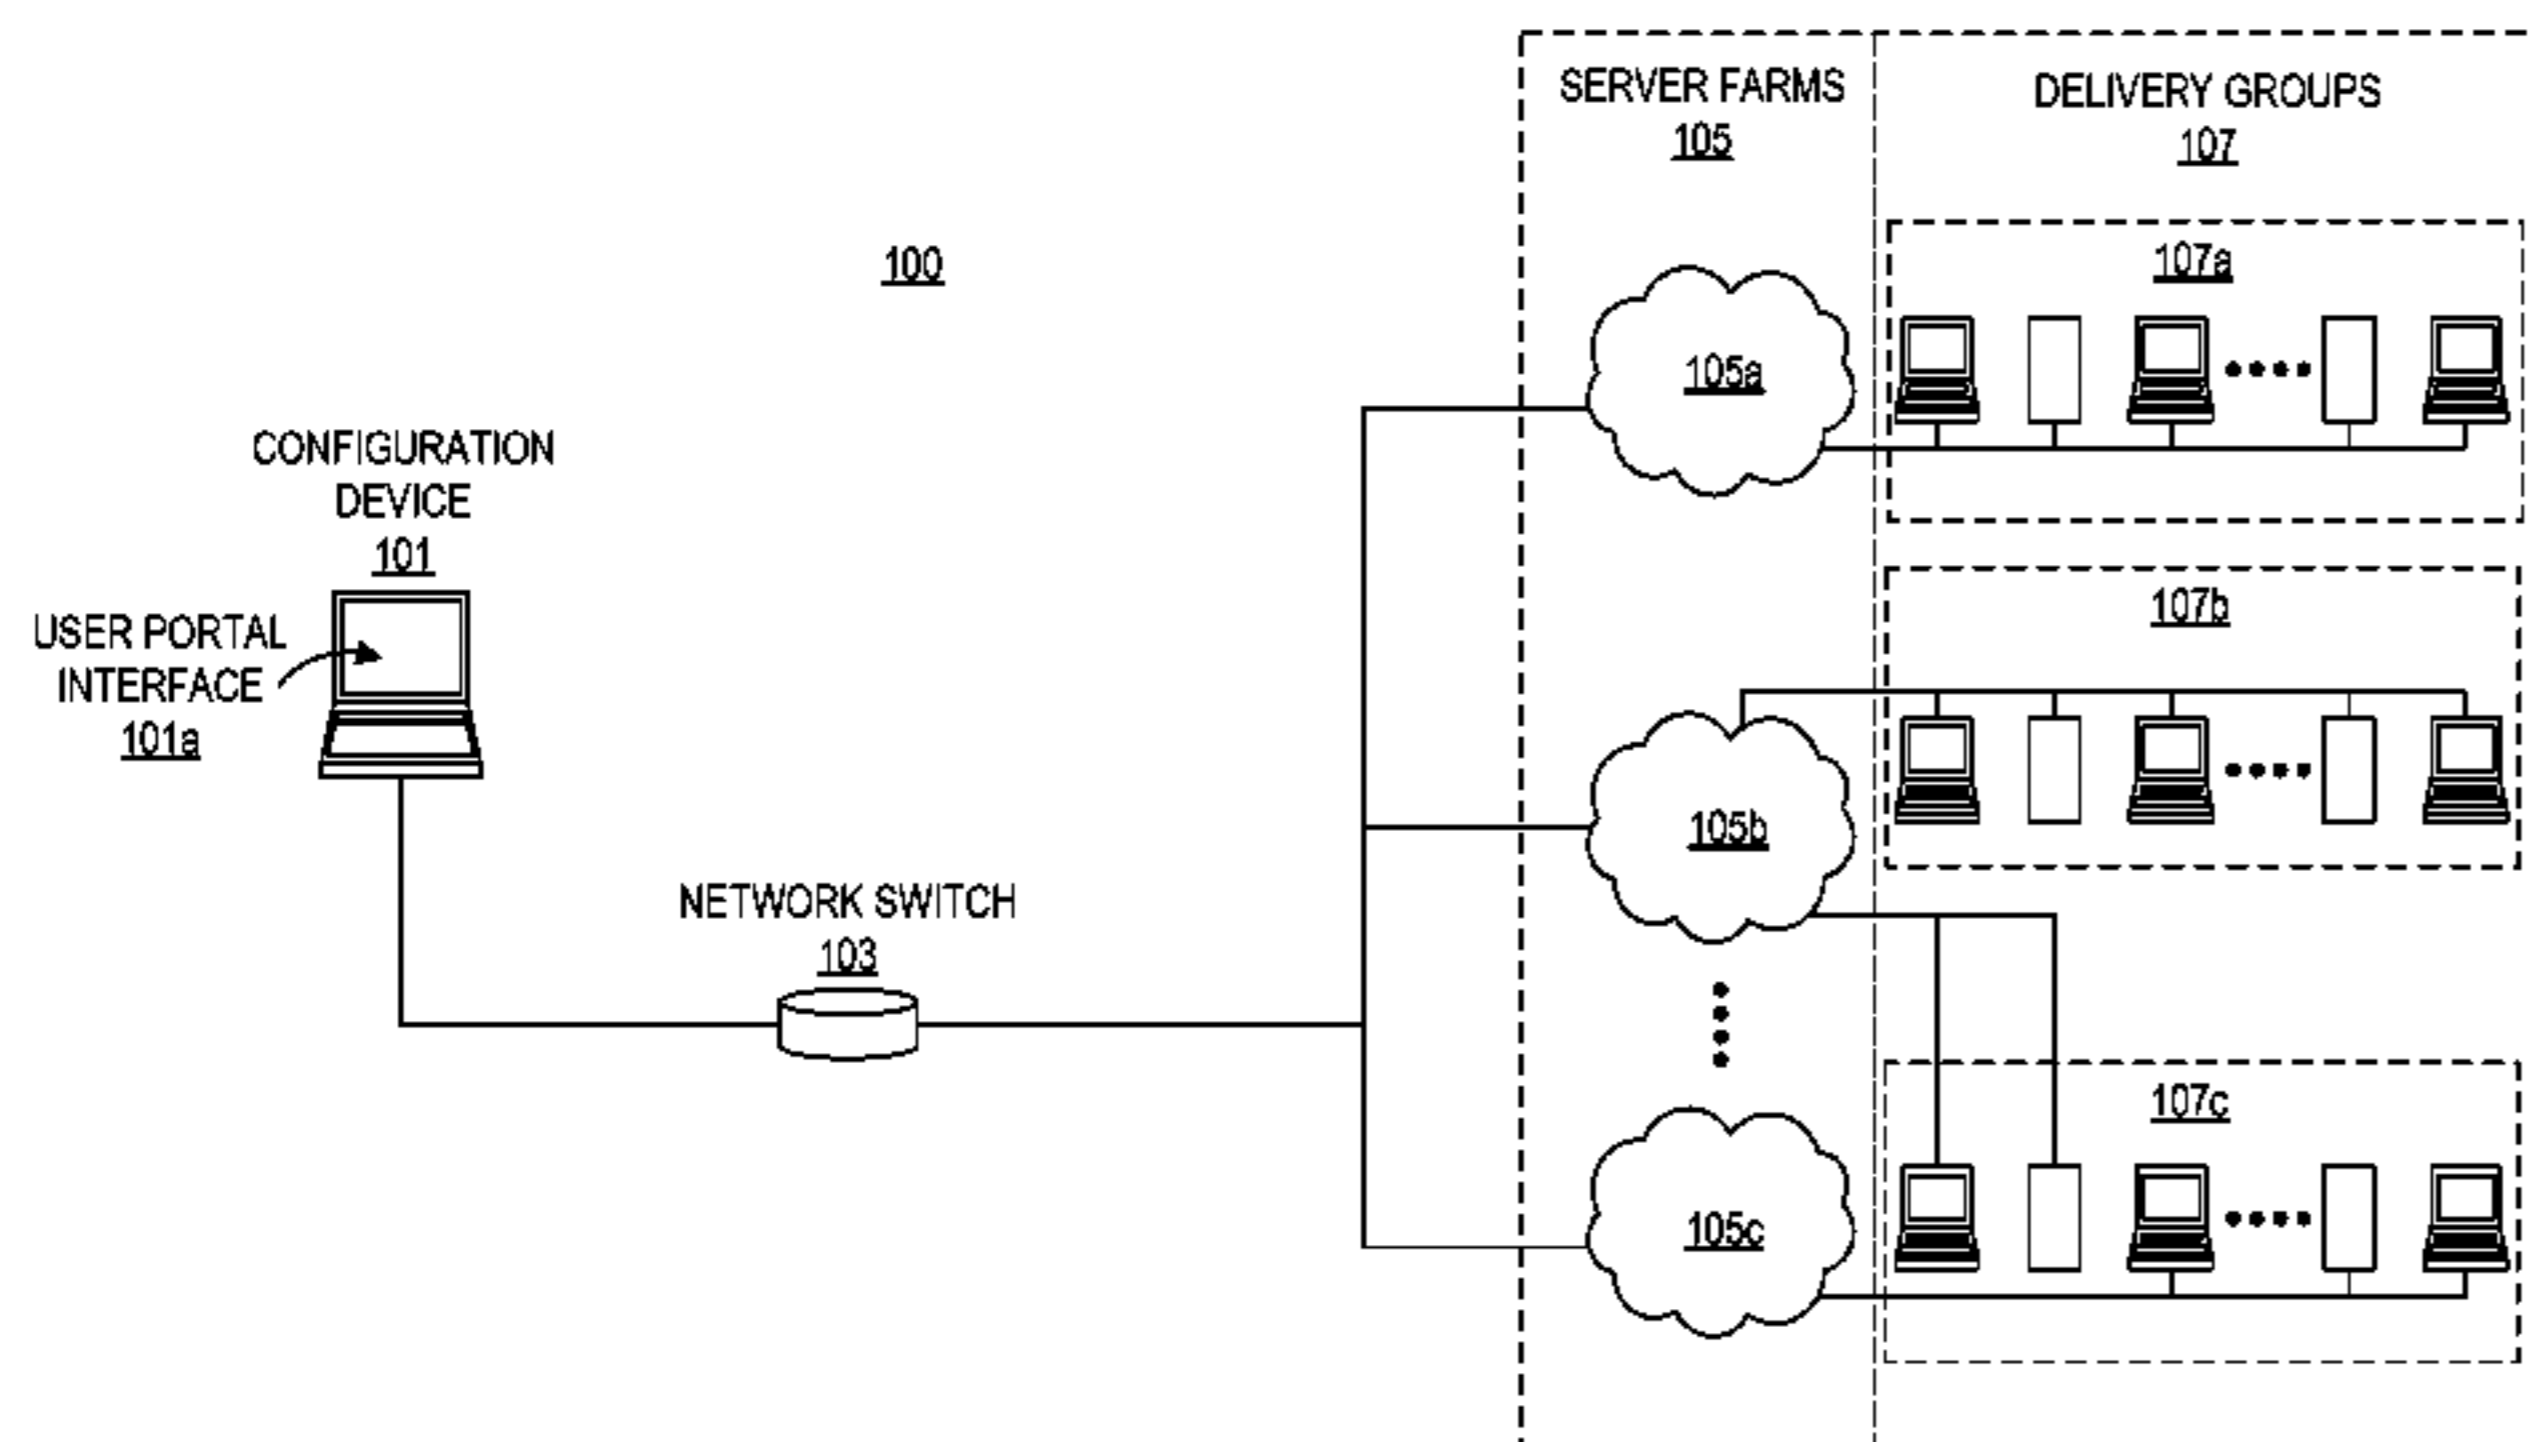 SERVER FARMS
105
DELIVERY GROUPS
107
100
107a
105a
CONFIGURATION
DEVICE
101
USER PORTAL
INTERFACE
101a
107b
105b
NETWORK SWITCH
103
107c
105c